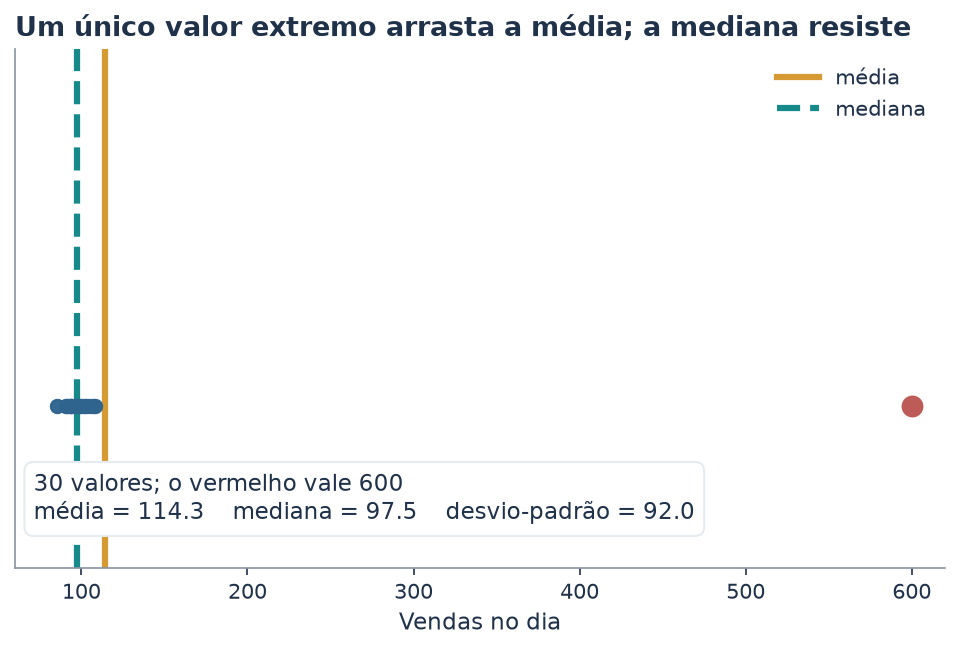 Um único valor extremo arrasta a média; a mediana resiste
média
mediana
30 valores; o vermelho vale 600
média = 114.3    mediana = 97.5    desvio-padrão = 92.0
100 200 300 400 500 600
Vendas no dia